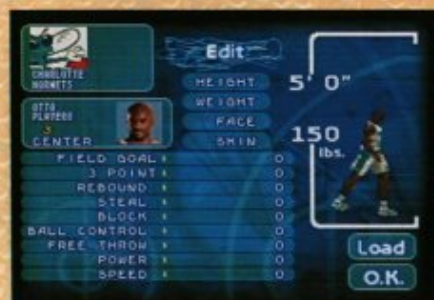 CHARLOTTE
HORNETS
Edit
HEIGHT
5' 0"
WEIGHT
FACE
SKIN
150
lbs.
OTTO
PLAYER
3
CENTER
FIELD GOAL 0
3 POINT 0
REBOUND 0
STEAL 0
BLOCK 0
BALL CONTROL 0
FREE THROW 0
POWER 0
SPEED 0
Load
O.K.